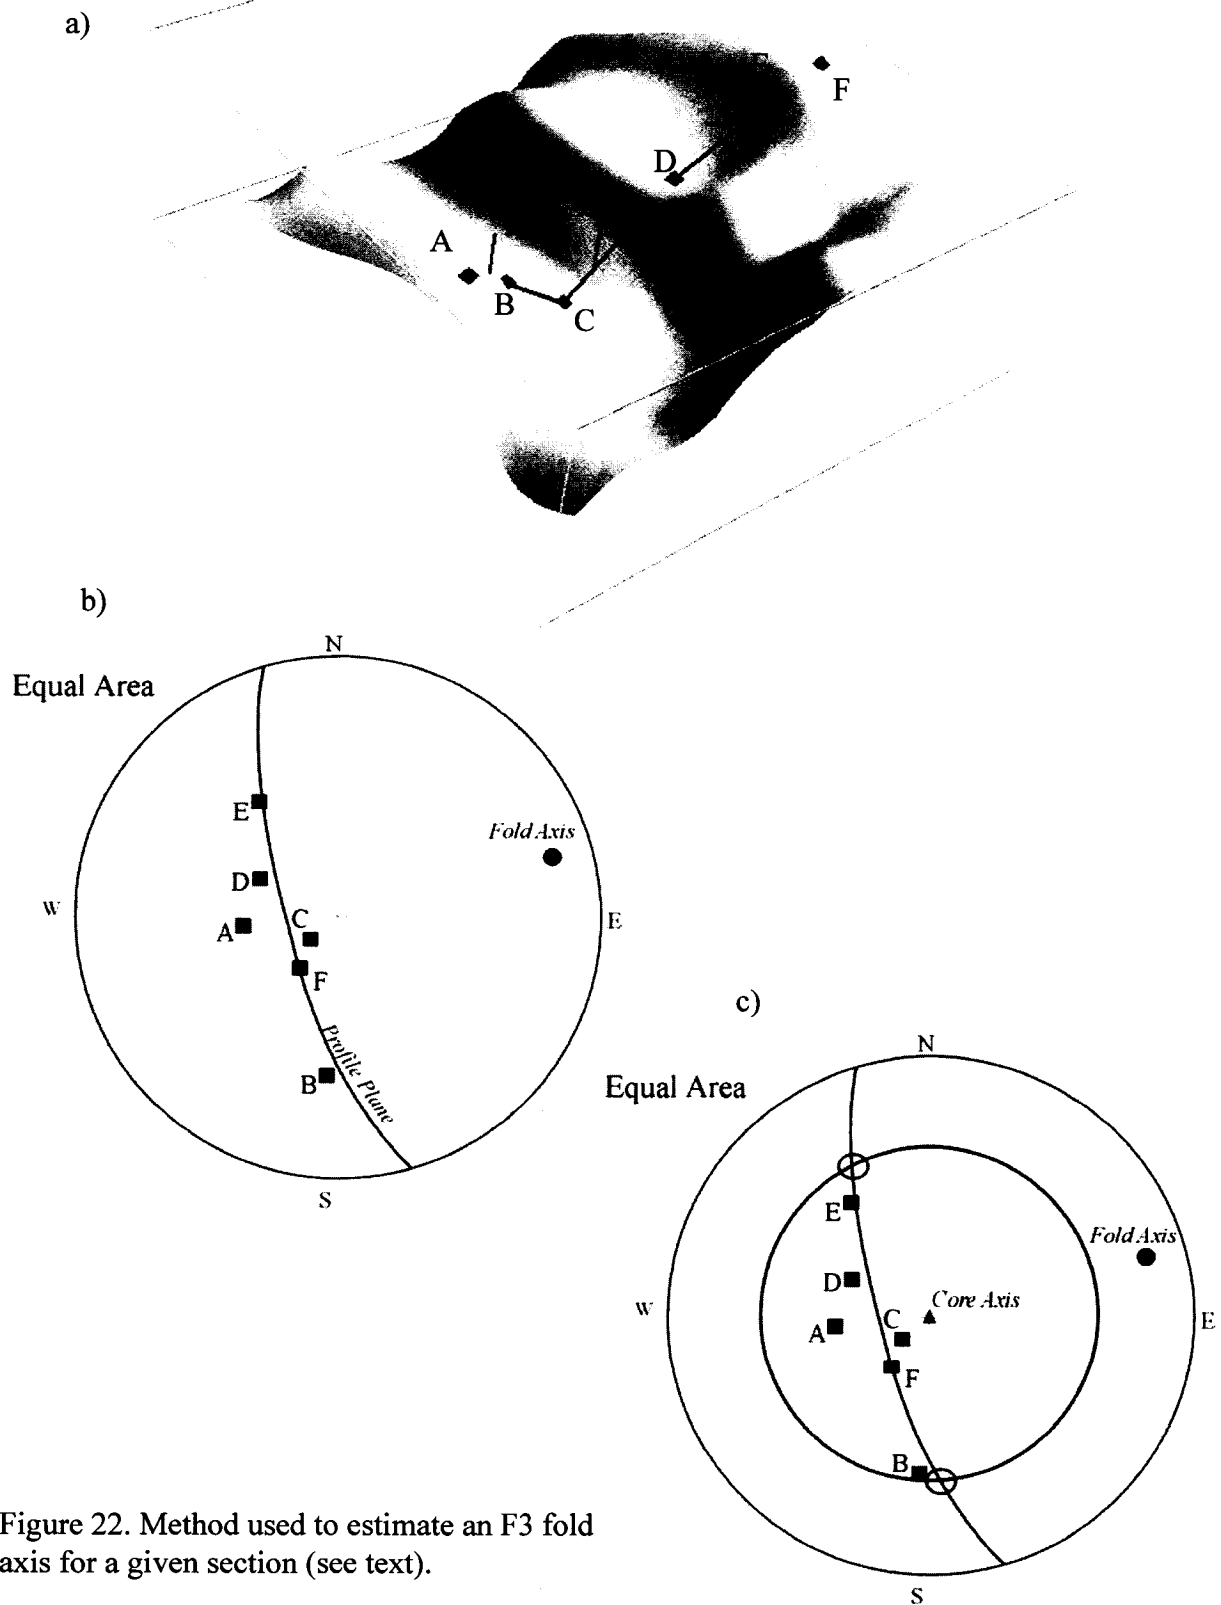 a)
F
D
A
B
C
b)
N
Equal Area
E
Fold Axis
D
W
C
A
E
F
Profile Plane
B
S
c)
N
Equal Area
E
Fold Axis
D
Core Axis
W
C
A
E
F
B
S
Figure 22. Method used to estimate an F3 fold
axis for a given section (see text).